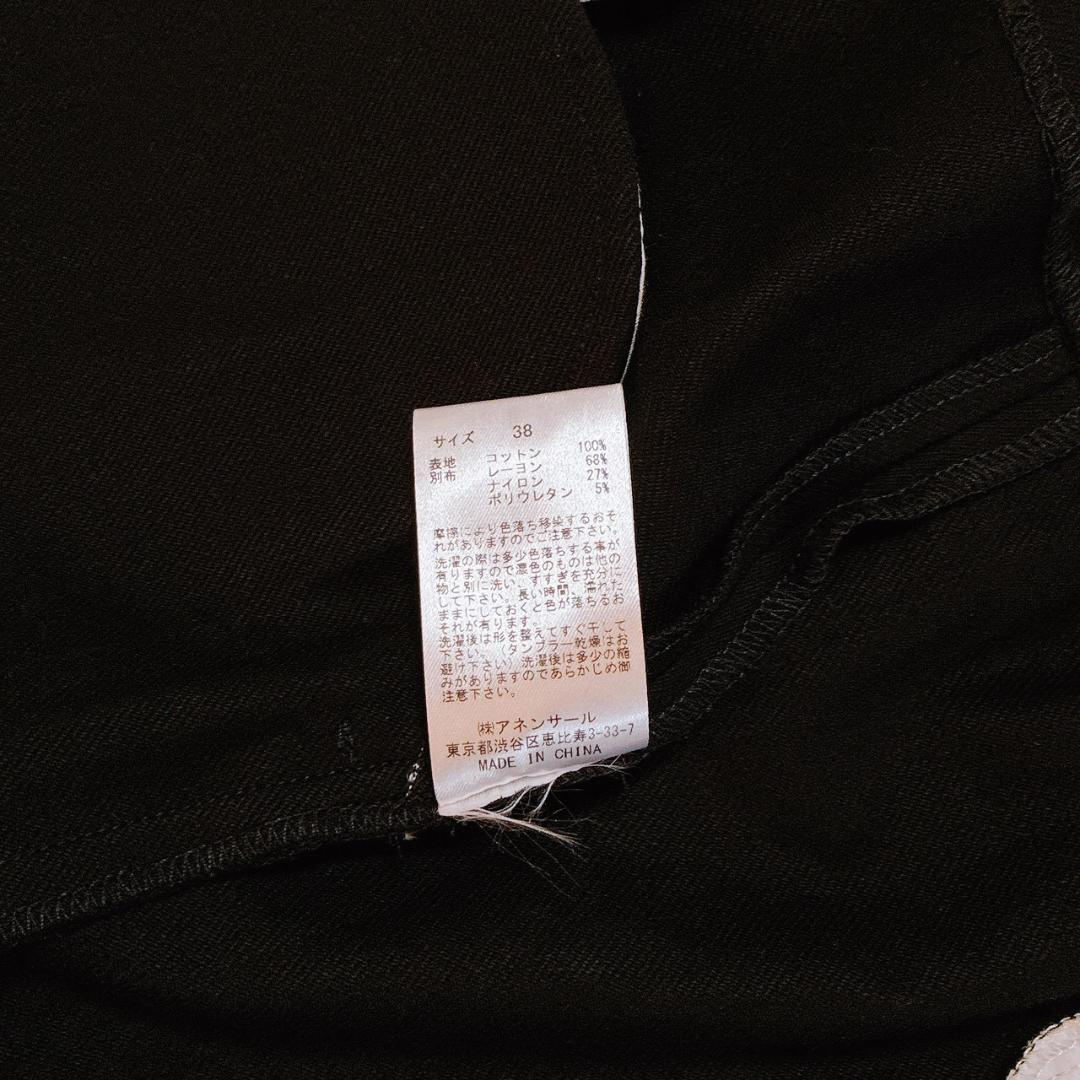 サイズ 38
表地 コットン 100%
別布 レーヨン 68%
ナイロン 27%
ポリウレタン 5%
摩擦により色落ち移染するおそ
れがありますのでご注意下さい。
洗濯の際は多少色落ちする事が
有りますので濃色のものは他の
物と別に洗い、すすぎを充分に
して下さい。長い時間、濡れた
ままにしておくと色が落ちるお
それが有ります。
洗濯後は形を整えてすぐ干して
下さい。(タンブラー乾燥はお
避け下さい)洗濯後は多少の縮
みがありますのであらかじめ御
注意下さい。
㈱アネンサール
東京都渋谷区恵比寿3-33-7
MADE IN CHINA